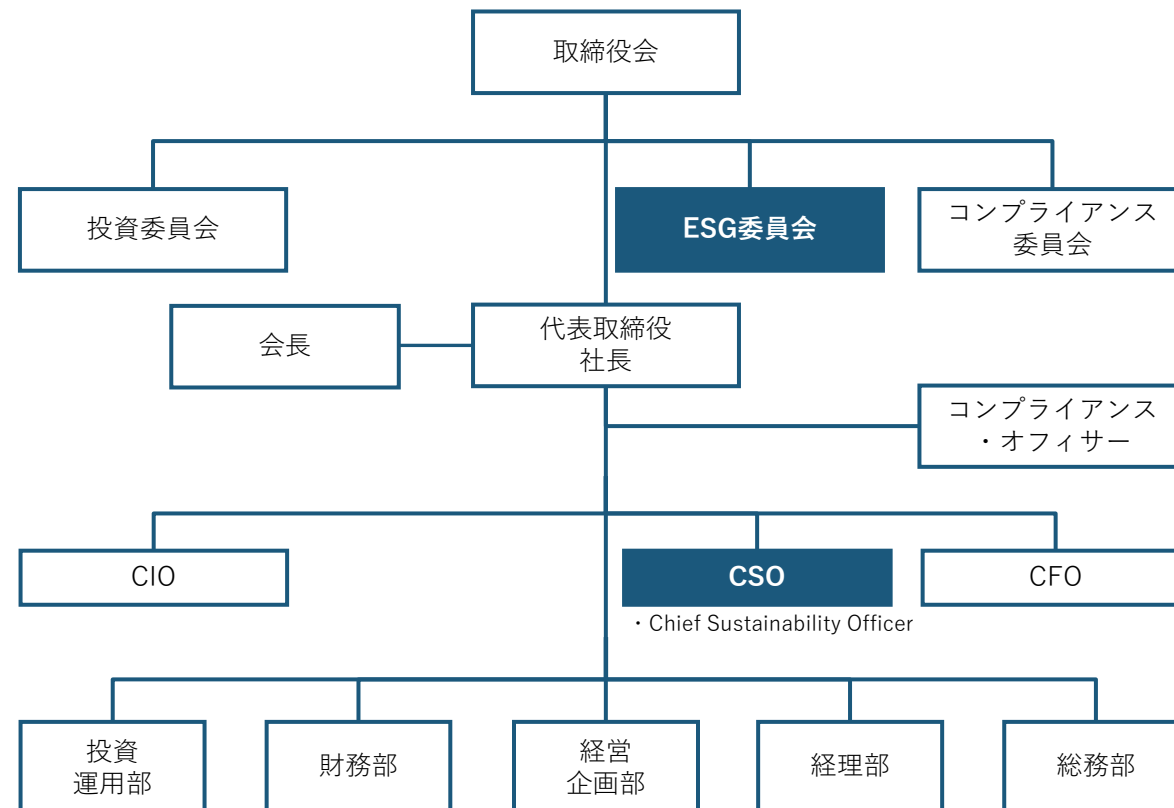 取締役会
投資委員会
ESG委員会
コンプライアンス
委員会
会長
代表取締役
社長
コンプライアンス
・オフィサー
CIO
CSO
CFO
・Chief Sustainability Officer
投資
運用部
財務部
経営
企画部
経理部
総務部